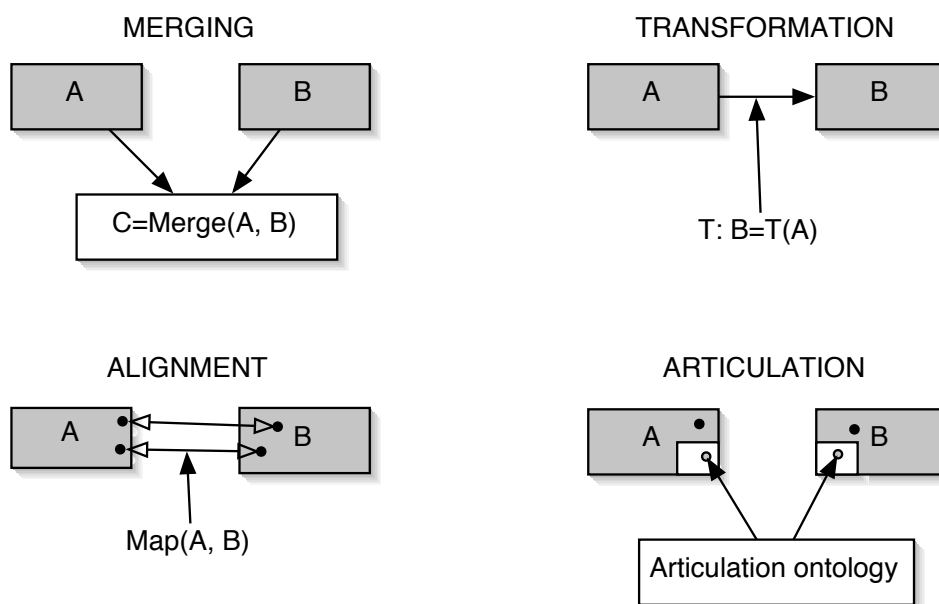 MERGING
A
B
C=Merge(A, B)
TRANSFORMATION
A
B
T: B=T(A)
ALIGNMENT
A
B
Map(A, B)
ARTICULATION
A
B
Articulation ontology